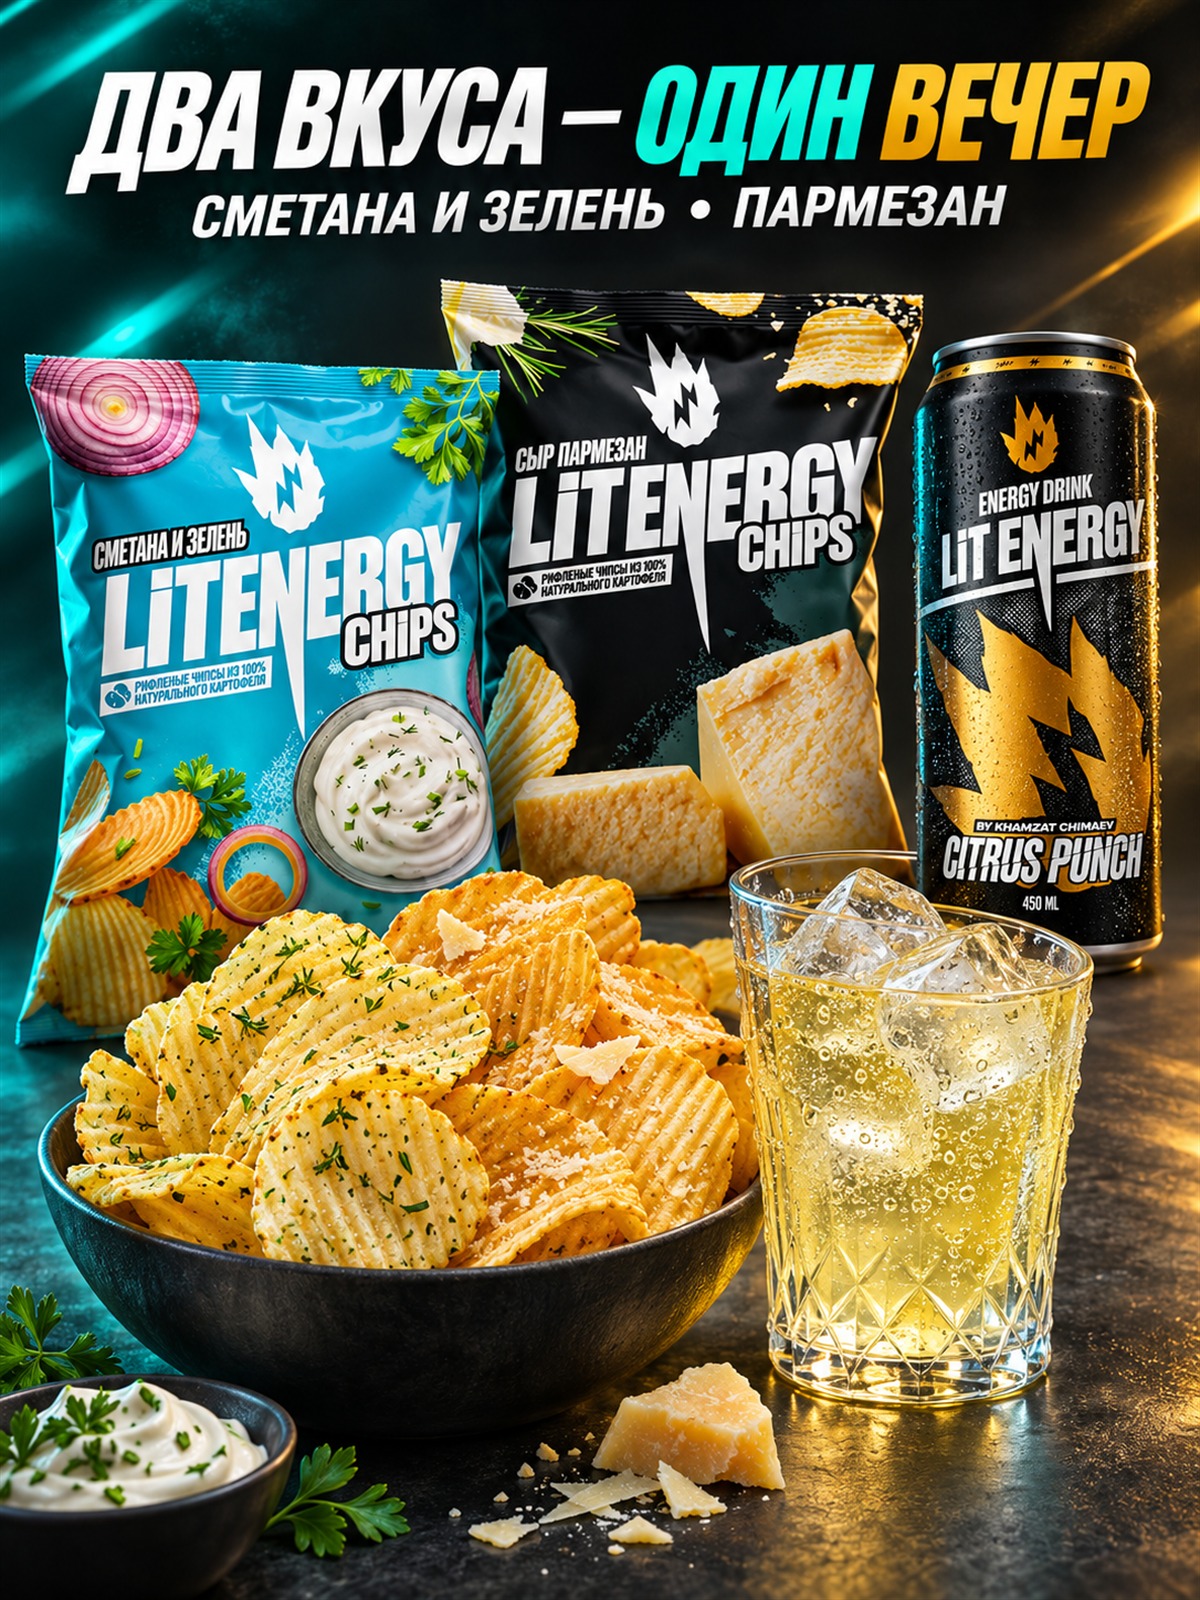 ДВА ВКУСА – ОДИН ВЕЧЕР
СМЕТАНА И ЗЕЛЕНЬ • ПАРМЕЗАН
СМЕТАНА И ЗЕЛЕНЬ
LiTENERGY
CHiPS
РИФЛЕНЫЕ ЧИПСЫ ИЗ 100%
НАТУРАЛЬНОГО КАРТОФЕЛЯ
СЫР ПАРМЕЗАН
LiTENERGY
CHiPS
РИФЛЕНЫЕ ЧИПСЫ ИЗ 100%
НАТУРАЛЬНОГО КАРТОФЕЛЯ
ENERGY DRINK
LiT ENERGY
BY KHAMZAT CHIMAEV
CITRUS PUNCH
450 ML